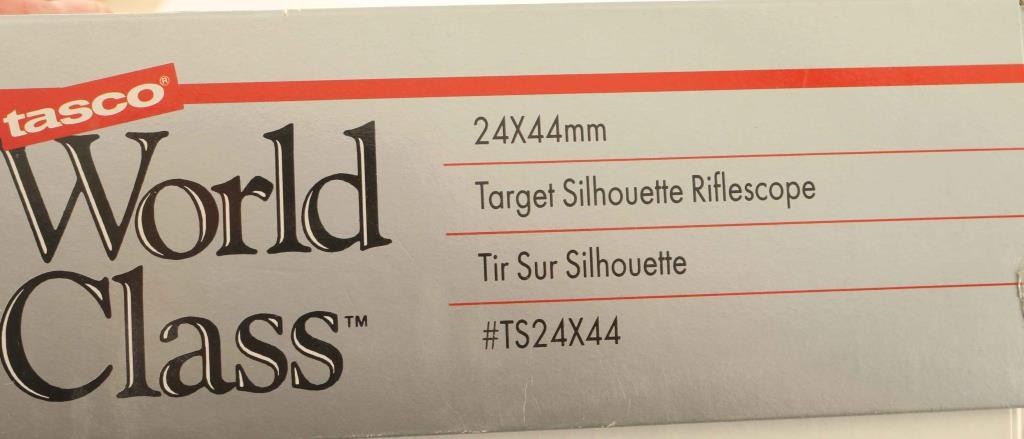 tasco®
World
Class™
24X44mm
Target Silhouette Riflescope
Tir Sur Silhouette
#TS24X44